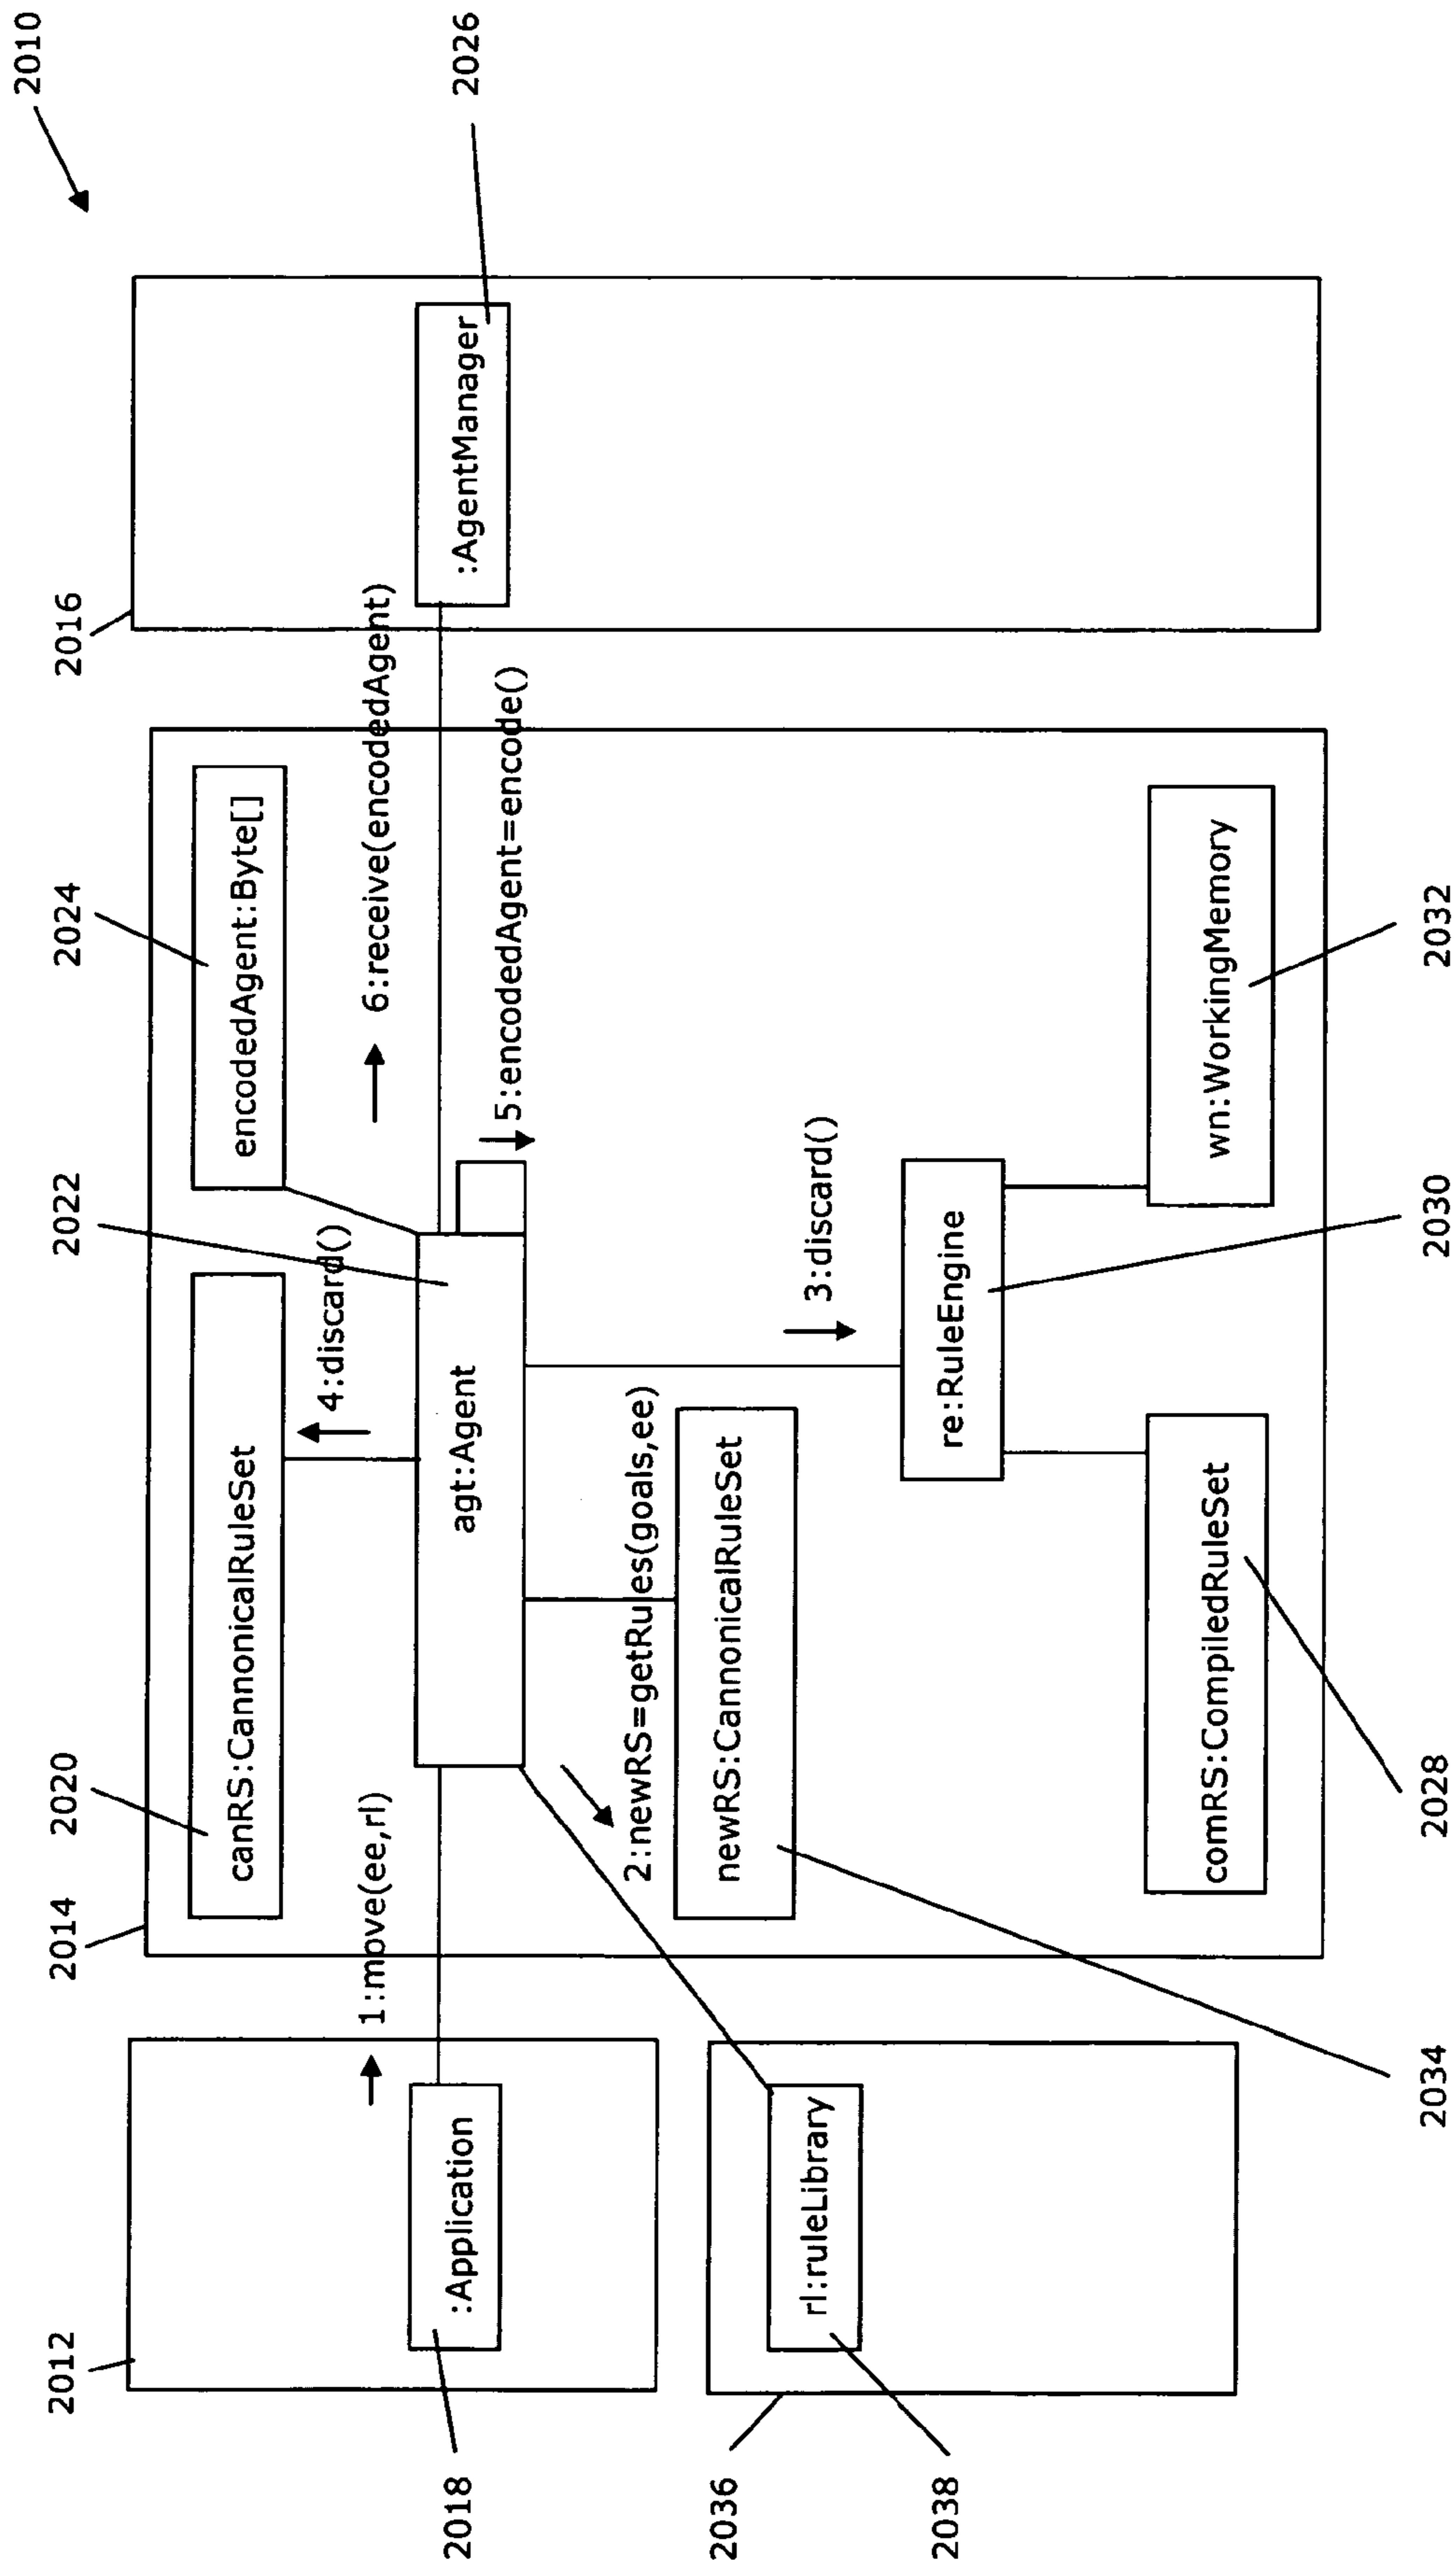 2010
2012
2014
2016
2018
2020
2022
2024
2026
canRS:CannonicalRuleSet
encodedAgent:Byte[]
4:discard()
1:move(ee,rl)
6:receive(encodedAgent)
:Application
agt:Agent
:AgentManager
5:encodedAgent=encode()
2:newRS=getRules(goals,ee)
newRS:CannonicalRuleSet
3:discard()
rl:ruleLibrary
re:RuleEngine
comRS:CompiledRuleSet
wn:WorkingMemory
2036
2038
2034
2028
2030
2032